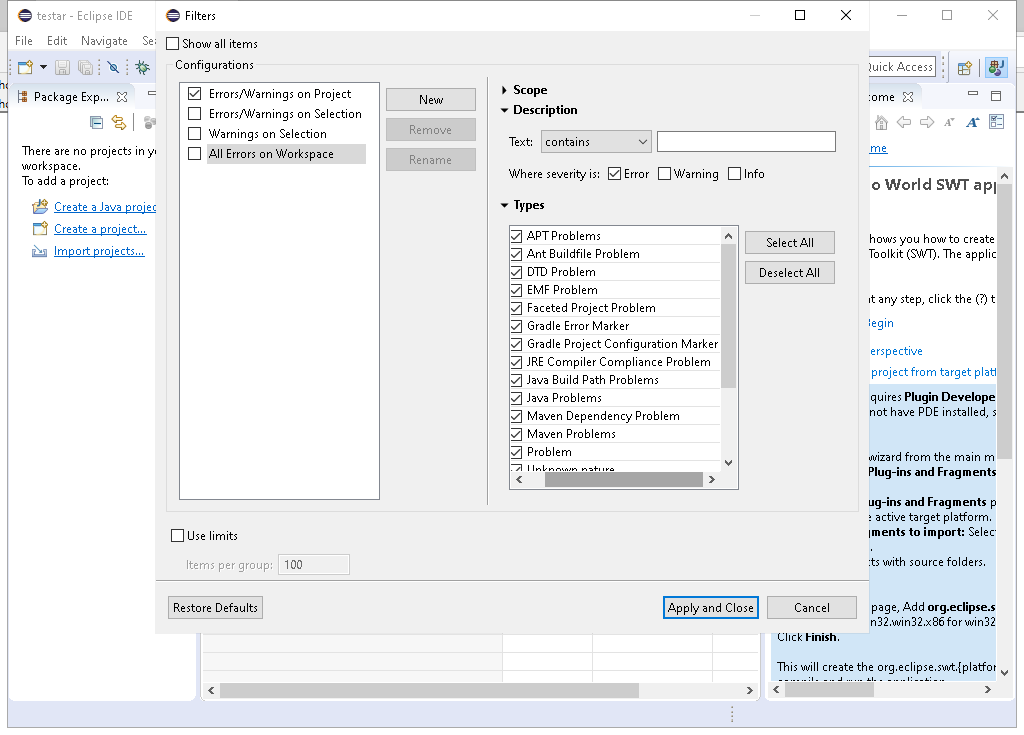 testar - Eclipse IDE
Filters
File Edit Navigate
Show all items
Configurations
Errors/Warnings on Project
Errors/Warnings on Selection
Warnings on Selection
All Errors on Workspace
New
Remove
Rename
Scope
Description
Text: contains
Where severity is: Error Warning Info
Types
APT Problems
Ant Buildfile Problem
DTD Problem
EMF Problem
Faceted Project Problem
Gradle Error Marker
Gradle Project Configuration Marker
JRE Compiler Compliance Problem
Java Build Path Problems
Java Problems
Maven Dependency Problem
Maven Problems
Problem
Unknown nature
Select All
Deselect All
Use limits
Items per group: 100
Restore Defaults
Apply and Close
Cancel
Package Exp...
There are no projects in
workspace.
To add a project:
Create a Java projec
Create a project...
Import projects...
Quick Access
o World SWT app
hows you how to create
Toolkit (SWT). The applic
at any step, click the (?) t
Begin
erspective
project from target platf
quires Plugin Develope
not have PDE installed, s
wizard from the main m
Plug-ins and Fragments
ug-ins and Fragments p
e active target platform.
gments to import: Selec
.
ts with source folders.
page, Add org.eclipse.s
n32.win32.x86 for win32
Click Finish.
This will create the org.eclipse.swt.{platfor
compile and run the application